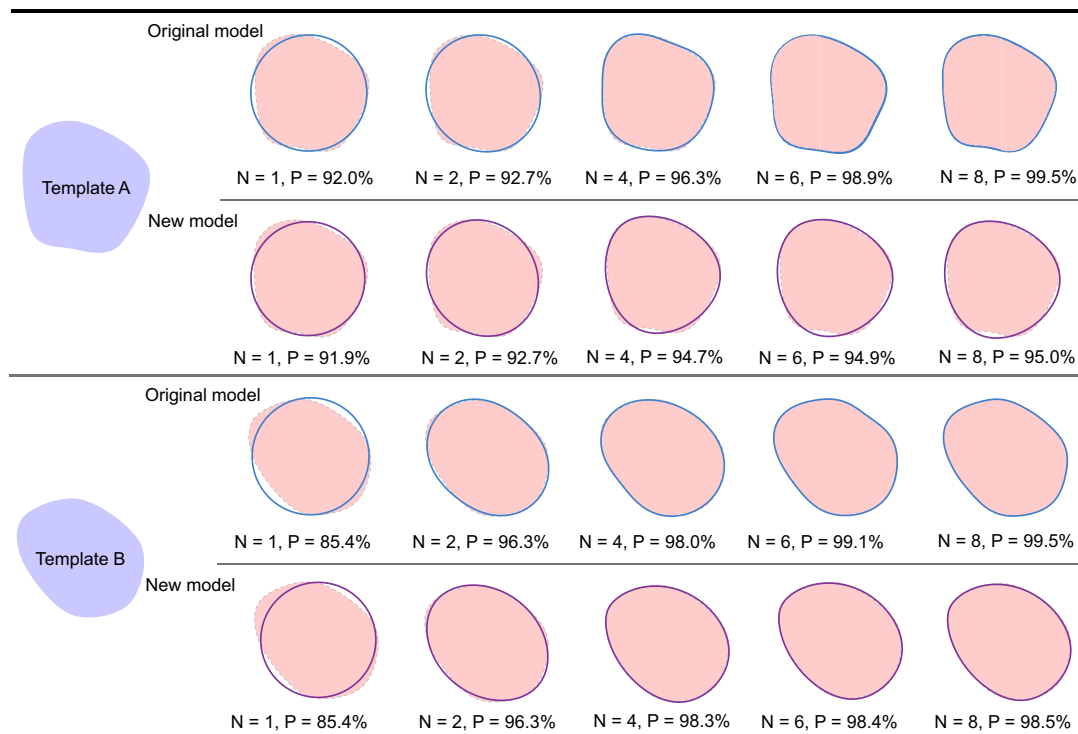 Original model
N = 1, P = 92.0%
N = 2, P = 92.7%
N = 4, P = 96.3%
N = 6, P = 98.9%
N = 8, P = 99.5%
Template A
New model
N = 1, P = 91.9%
N = 2, P = 92.7%
N = 4, P = 94.7%
N = 6, P = 94.9%
N = 8, P = 95.0%
Original model
N = 1, P = 85.4%
N = 2, P = 96.3%
N = 4, P = 98.0%
N = 6, P = 99.1%
N = 8, P = 99.5%
Template B
New model
N = 1, P = 85.4%
N = 2, P = 96.3%
N = 4, P = 98.3%
N = 6, P = 98.4%
N = 8, P = 98.5%